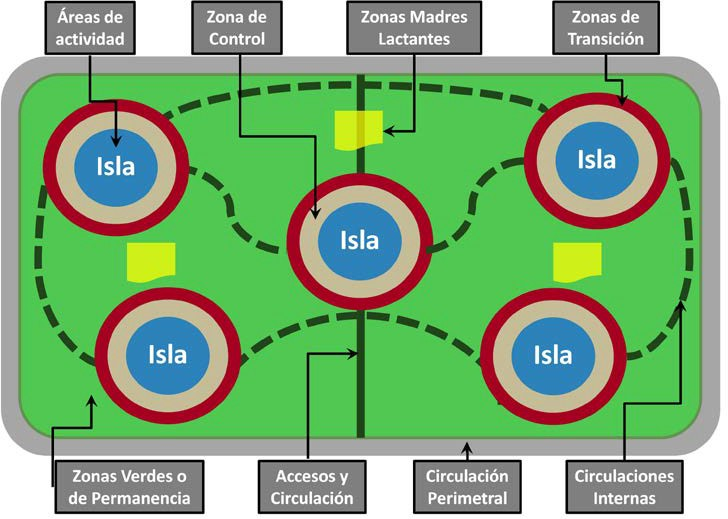 Áreas de
actividad
Zona de
Control
Zonas Madres
Lactantes
Zonas de
Transición
Isla
Isla
Isla
Isla
Isla
Zonas Verdes o
de Permanencia
Accesos y
Circulación
Circulación
Perimetral
Circulaciones
Internas